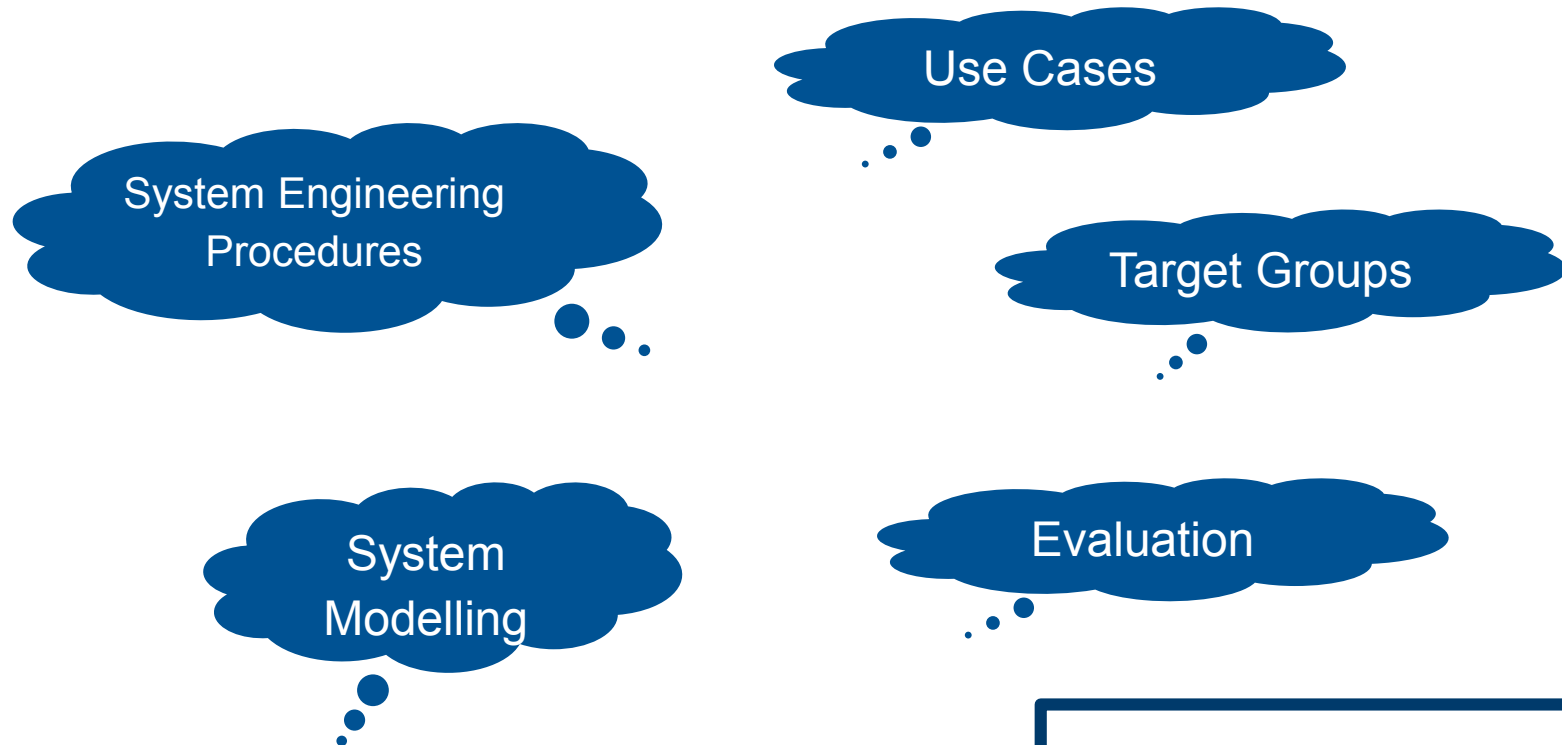 Use Cases
System Engineering
Procedures
Target Groups
System
Modelling
Evaluation